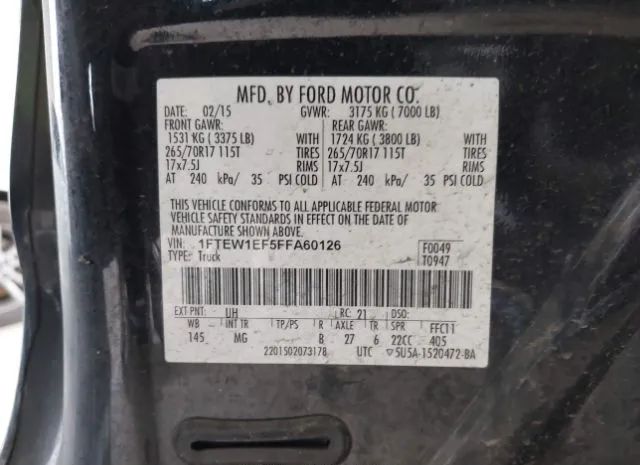 MFD. BY FORD MOTOR CO.
DATE: 02/15 GVWR: 3175 KG ( 7000 LB)
FRONT GAWR: REAR GAWR:
1531 KG ( 3375 LB) WITH 1724 KG ( 3800 LB) WITH
265/70R17 115T TIRES 265/70R17 115T TIRES
17x7.5J RIMS 17x7.5J RIMS
AT 240 kPa/ 35 PSI COLD AT 240 kPa/ 35 PSI COLD
THIS VEHICLE CONFORMS TO ALL APPLICABLE FEDERAL MOTOR
VEHICLE SAFETY STANDARDS IN EFFECT ON THE DATE OF
MANUFACTURE SHOWN ABOVE.
VIN: 1FTEW1EF5FFA60126 F0049
TYPE: Truck T0947
EXT PNT: UH RC: 21 DSO:
WB INT TR TP/PS R AXLE TR SPR FFC11
145 MG B 27 6 22CC 405
2201502073178 UTC ▽5U5A-1520472-BA